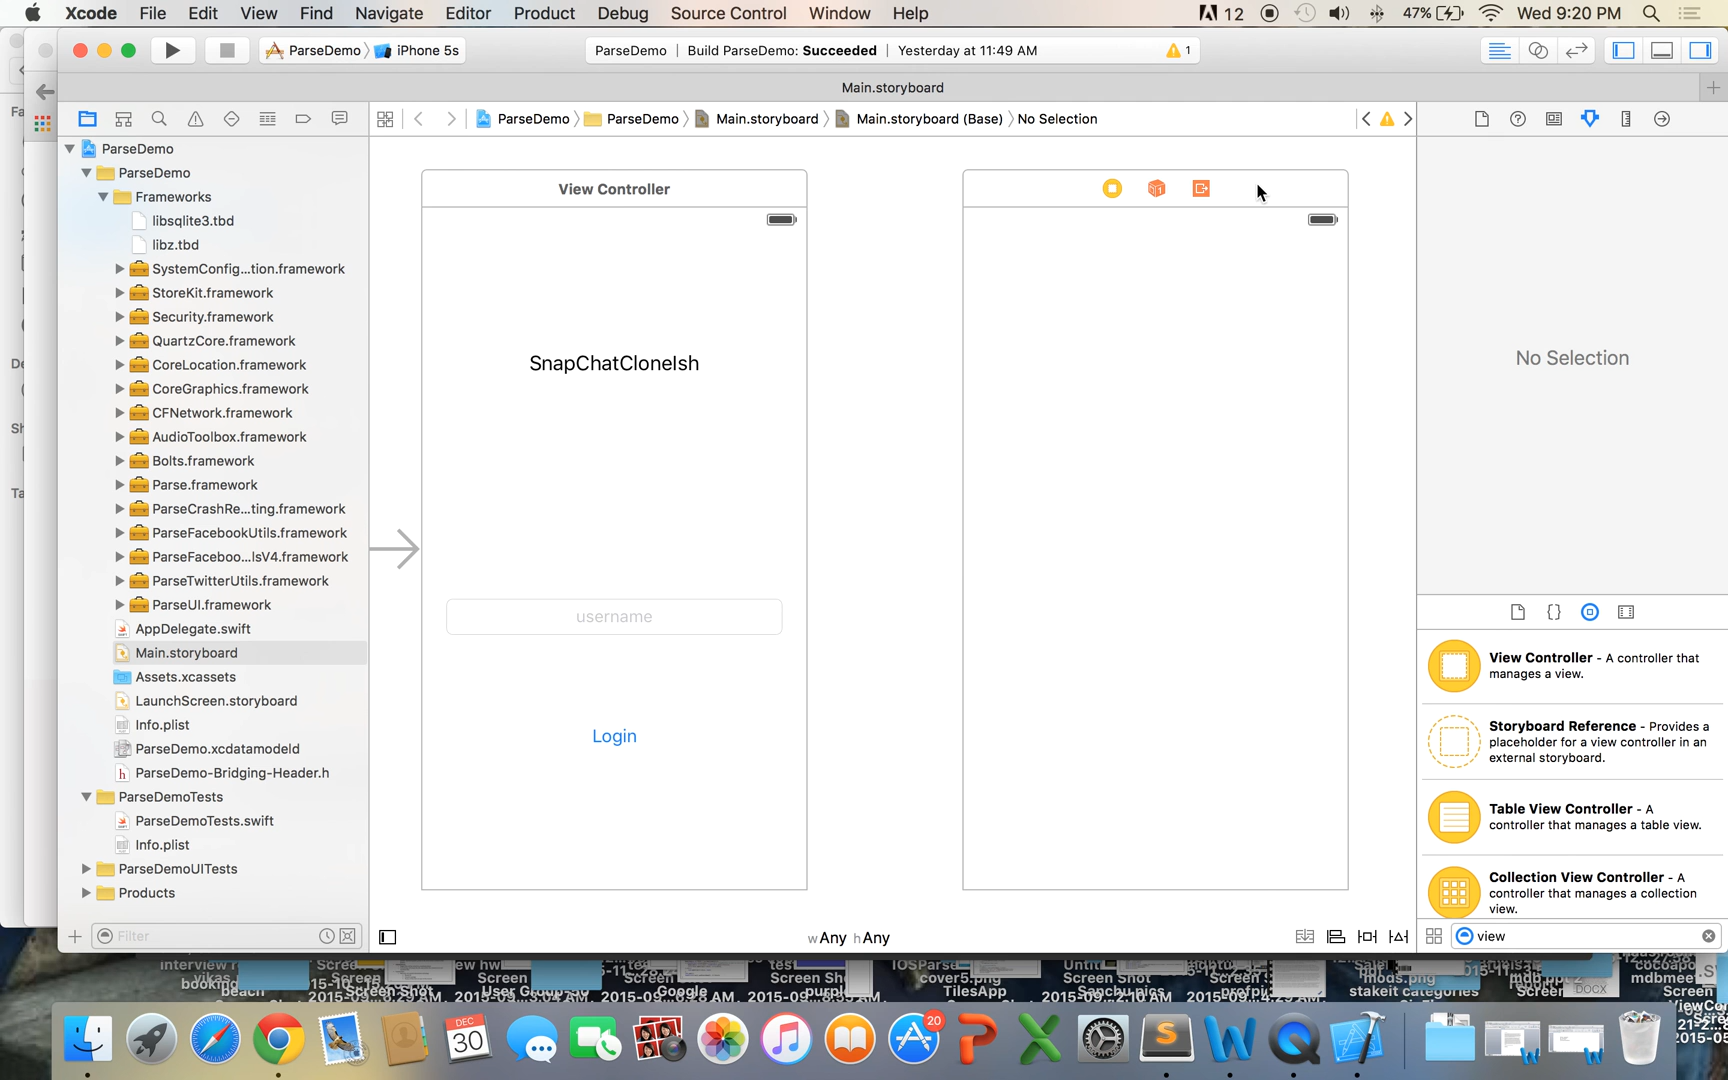 Xcode File Edit View Find Navigate Editor Product Debug Source Control Window Help 12 47% Wed 9:20 PM
ParseDemo iPhone 5s ParseDemo Build ParseDemo: Succeeded Yesterday at 11:49 AM 1
Main.storyboard
ParseDemo ParseDemo Main.storyboard Main.storyboard (Base) No Selection
ParseDemo
ParseDemo
Frameworks
libsqlite3.tbd
libz.tbd
SystemConfig...tion.framework
StoreKit.framework
Security.framework
QuartzCore.framework
CoreLocation.framework
CoreGraphics.framework
CFNetwork.framework
AudioToolbox.framework
Bolts.framework
Parse.framework
ParseCrashRe...ting.framework
ParseFacebookUtils.framework
ParseFaceboo...lsV4.framework
ParseTwitterUtils.framework
ParseUI.framework
AppDelegate.swift
Main.storyboard
Assets.xcassets
LaunchScreen.storyboard
Info.plist
ParseDemo.xcdatamodeld
h ParseDemo-Bridging-Header.h
ParseDemoTests
ParseDemoTests.swift
Info.plist
ParseDemoUITests
Products
Filter
View Controller
SnapChatCloneIsh
username
Login
wAny hAny
No Selection
View Controller - A controller that
manages a view.
Storyboard Reference - Provides a
placeholder for a view controller in an
external storyboard.
Table View Controller - A
controller that manages a table view.
Collection View Controller - A
controller that manages a collection
view.
view
DEC
30
20